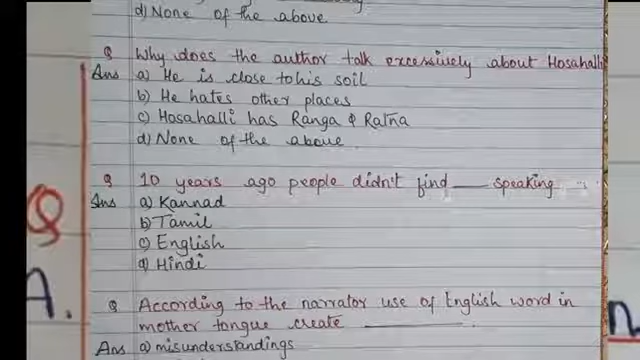 d) None of the above
Q Why does the author talk excessively about Hosahalli
Ans a) He is close to his soil
b) He hates other places
c) Hosahalli has Ranga & Ratna
d) None of the above
Q 10 years ago people didn't find ___ speaking
Ans a) Kannad
b) Tamil
c) English
d) Hindi
Q According to the narrator use of English word in
mother tongue create ___
Ans a) misunderstandings
Q
A.